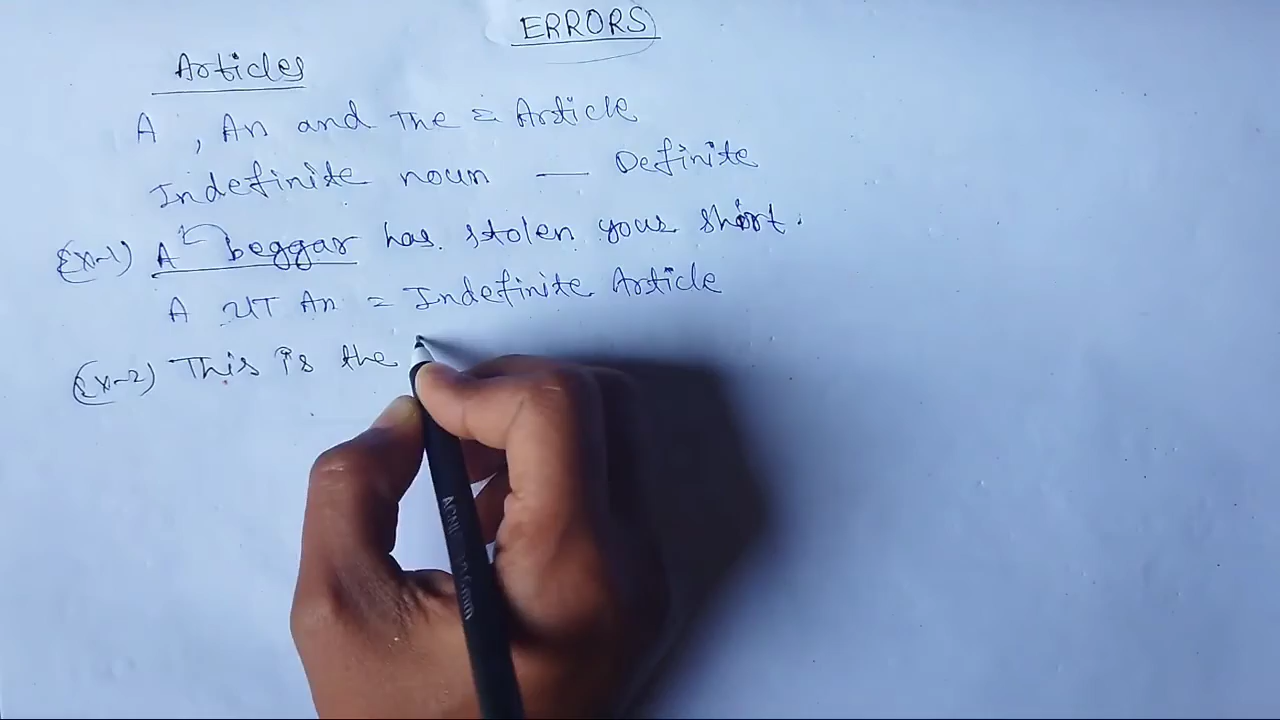 ERRORS
Articles
A , An and The = Article
Indefinite noun — Definite
Ex-1) A beggar has stolen your shirt.
A या An = Indefinite Article
Ex-2) This is the